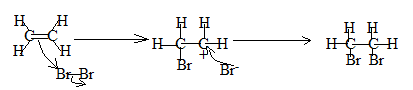 H H
C=C
H H
Br-Br
H H
H-C-C-H
+
Br Br⁻
H H
H-C-C-H
Br Br